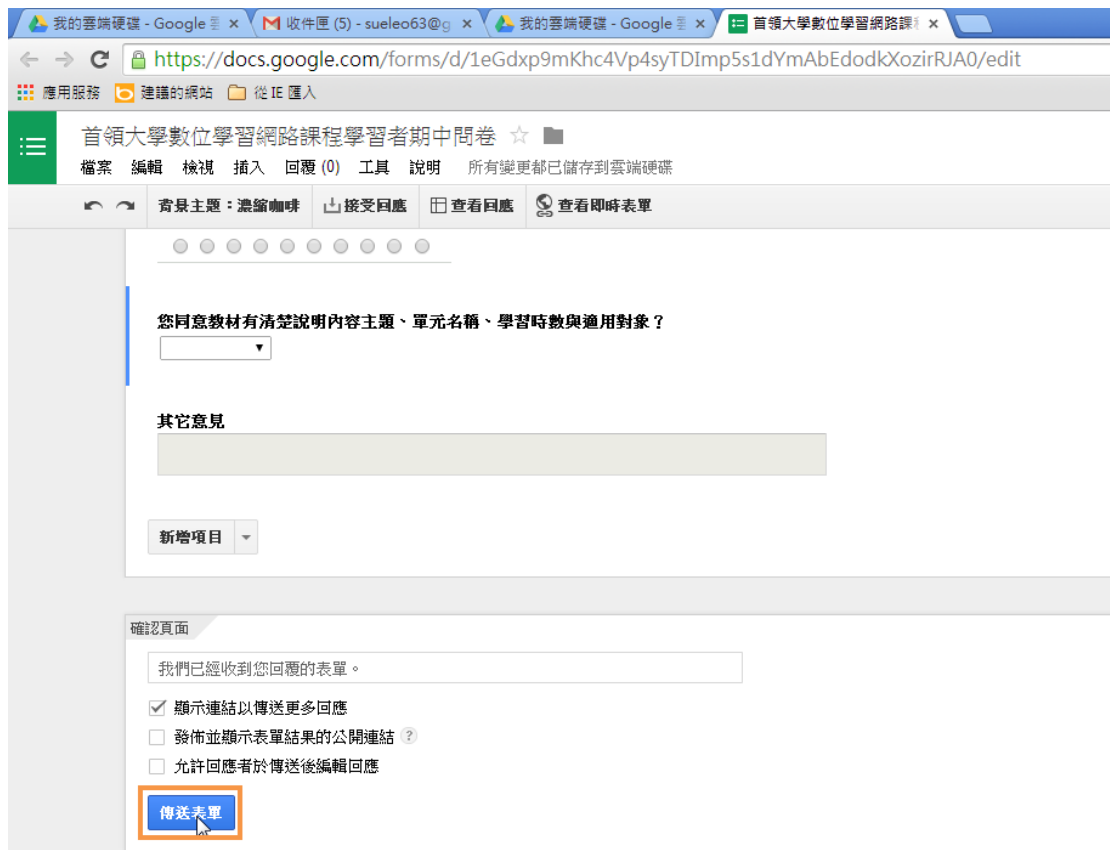 我的雲端硬碟 - Google 雲 × 收件匣 (5) - sueleo63@g × 我的雲端硬碟 - Google 雲 × 首領大學數位學習網路課程 ×
https://docs.google.com/forms/d/1eGdxp9mKhc4Vp4syTDImp5s1dYmAbEdodkXozirRJA0/edit
應用服務 建議的網站 從 IE 匯入
首領大學數位學習網路課程學習者期中問卷
檔案 編輯 檢視 插入 回覆 (0) 工具 說明 所有變更都已儲存到雲端硬碟
背景主題：濃縮咖啡 接受回應 查看回應 查看即時表單
您同意教材有清楚說明內容主題、單元名稱、學習時數與適用對象？
其它意見
新增項目
確認頁面
我們已經收到您回覆的表單。
顯示連結以傳送更多回應
發佈並顯示表單結果的公開連結 ?
允許回應者於傳送後編輯回應
傳送表單